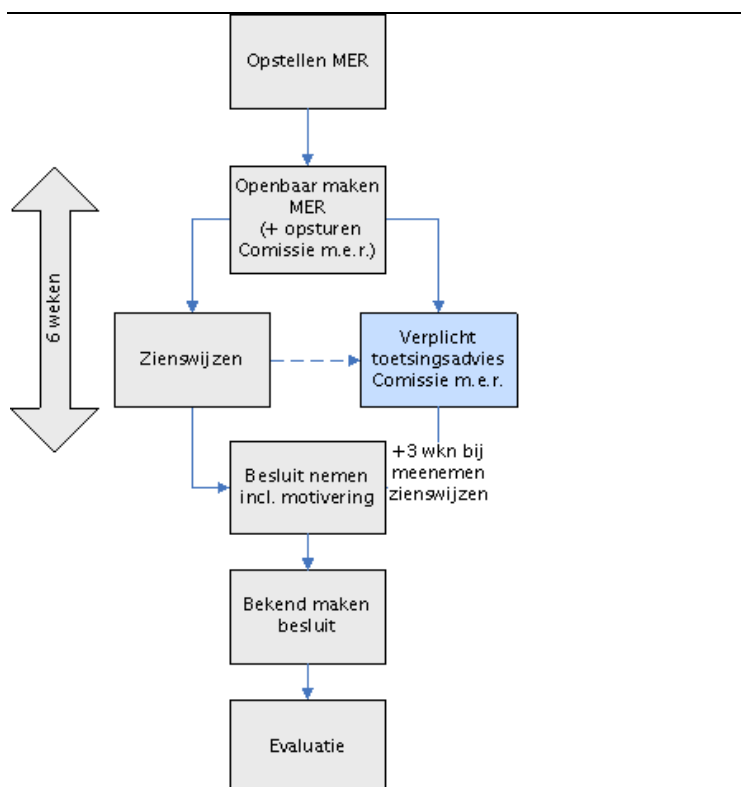 Opstellen MER
Openbaar maken
MER
(+ opsturen
Comissie m.e.r.)
6 weken
Zienswijzen
Verplicht
toetsingsadvies
Comissie m.e.r.
+3 wkn bij
meenemen
zienswijzen
Besluit nemen
incl. motivering
Bekend maken
besluit
Evaluatie